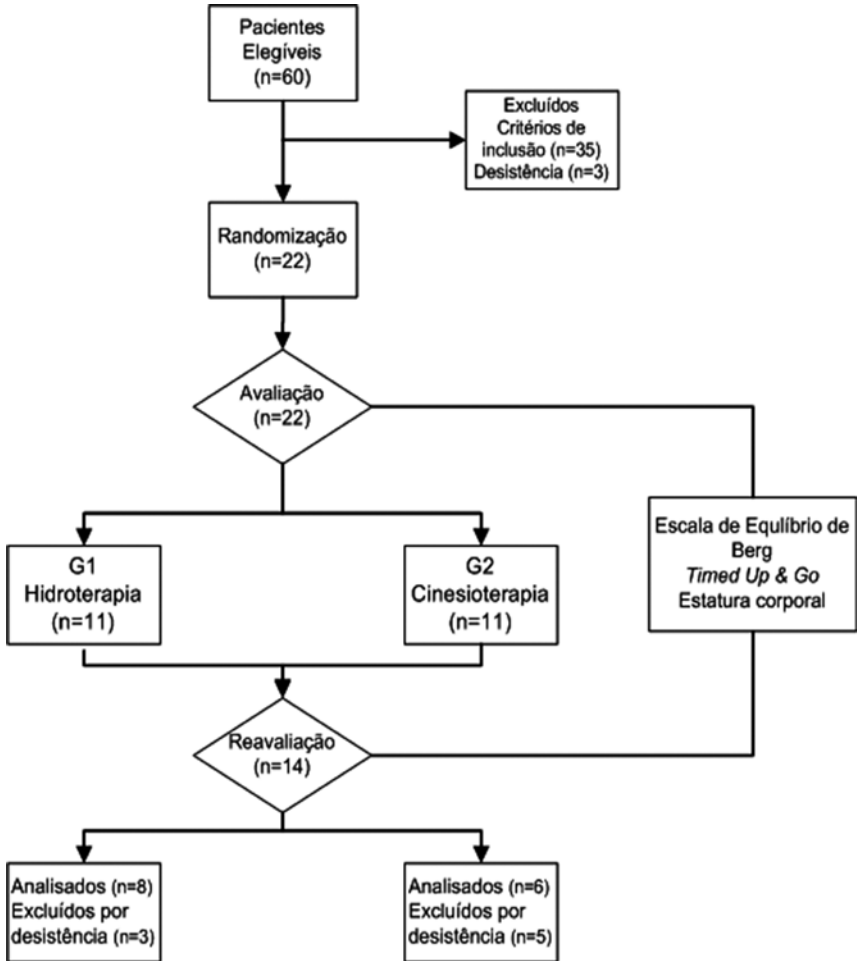 Pacientes
Elegíveis
(n=60)
Excluídos
Critérios de
inclusão (n=35)
Desistência (n=3)
Randomização
(n=22)
Avaliação
(n=22)
G1
Hidroterapia
(n=11)
G2
Cinesioterapia
(n=11)
Escala de Equlíbrio de
Berg
Timed Up & Go
Estatura corporal
Reavaliação
(n=14)
Analisados (n=8)
Excluídos por
desistência (n=3)
Analisados (n=6)
Excluídos por
desistência (n=5)